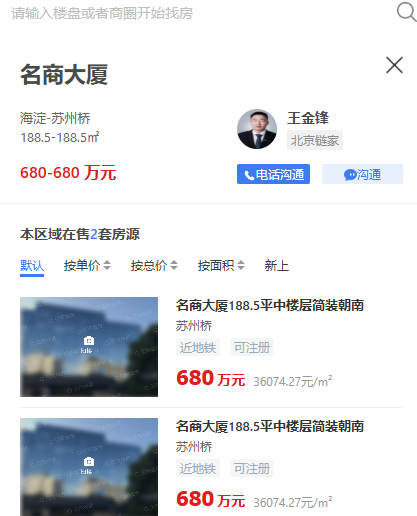 请输入楼盘或者商圈开始找房
名商大厦
海淀-苏州桥
188.5-188.5㎡
680-680 万元
王金锋
北京链家
电话沟通
沟通
本区域在售2套房源
默认 按单价 按总价 按面积 新上
名商大厦188.5平中楼层简装朝南
苏州桥
近地铁 可注册
680 万元 36074.27元/m²
名商大厦188.5平中楼层简装朝南
苏州桥
近地铁 可注册
680 万元 36074.27元/m²